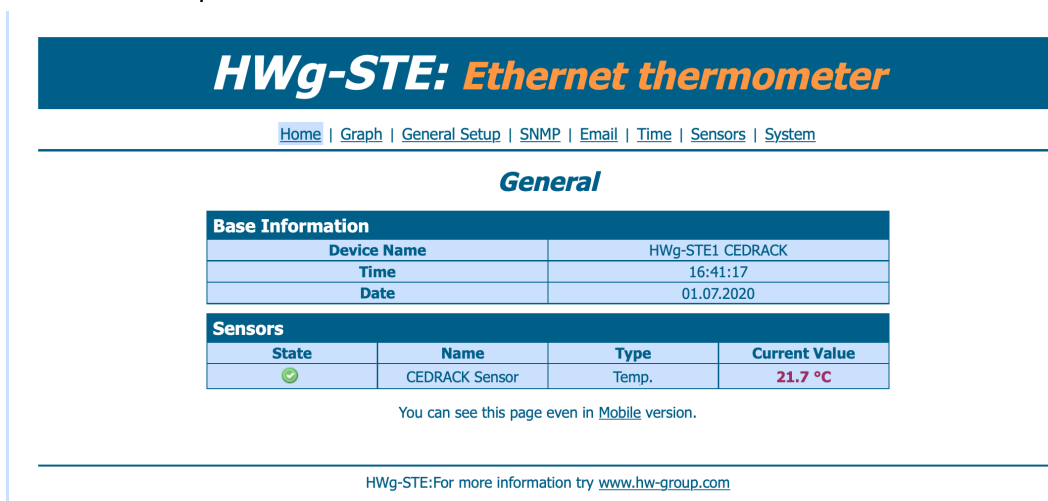 HWg-STE: Ethernet thermometer
Home | Graph | General Setup | SNMP | Email | Time | Sensors | System
General
Base Information
Device Name HWg-STE1 CEDRACK
Time 16:41:17
Date 01.07.2020
Sensors
State Name Type Current Value
CEDRACK Sensor Temp. 21.7 °C
You can see this page even in Mobile version.
HWg-STE:For more information try www.hw-group.com